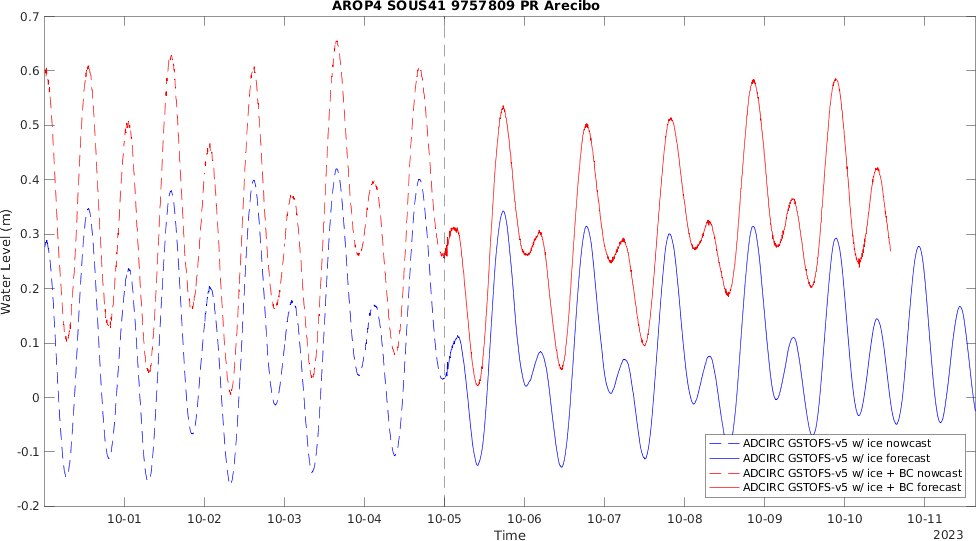 AROP4 SOUS41 9757809 PR Arecibo
0.7
0.6
0.5
0.4
0.3
0.2
0.1
0
-0.1
-0.2
Water Level (m)
ADCIRC GSTOFS-v5 w/ ice nowcast
ADCIRC GSTOFS-v5 w/ ice forecast
ADCIRC GSTOFS-v5 w/ ice + BC nowcast
ADCIRC GSTOFS-v5 w/ ice + BC forecast
10-01 10-02 10-03 10-04 10-05 10-06 10-07 10-08 10-09 10-10 10-11
Time
2023